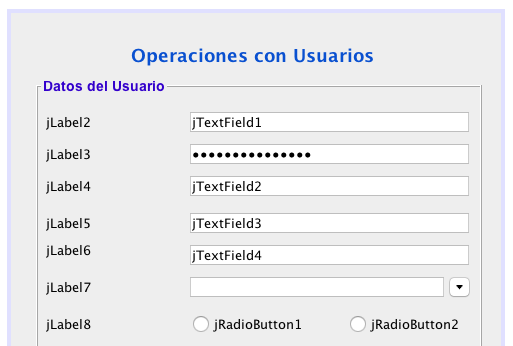 Operaciones con Usuarios
Datos del Usuario
jLabel2 jTextField1
jLabel3 •••••••••••••••
jLabel4 jTextField2
jLabel5 jTextField3
jLabel6 jTextField4
jLabel7
jLabel8 jRadioButton1 jRadioButton2